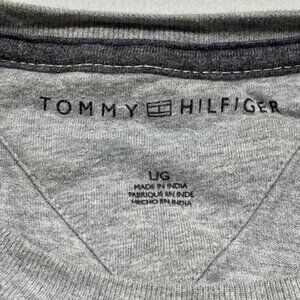 TOMMY HILFIGER
L/G
MADE IN INDIA
FABRIQUÉ EN INDE
HECHO EN INDIA